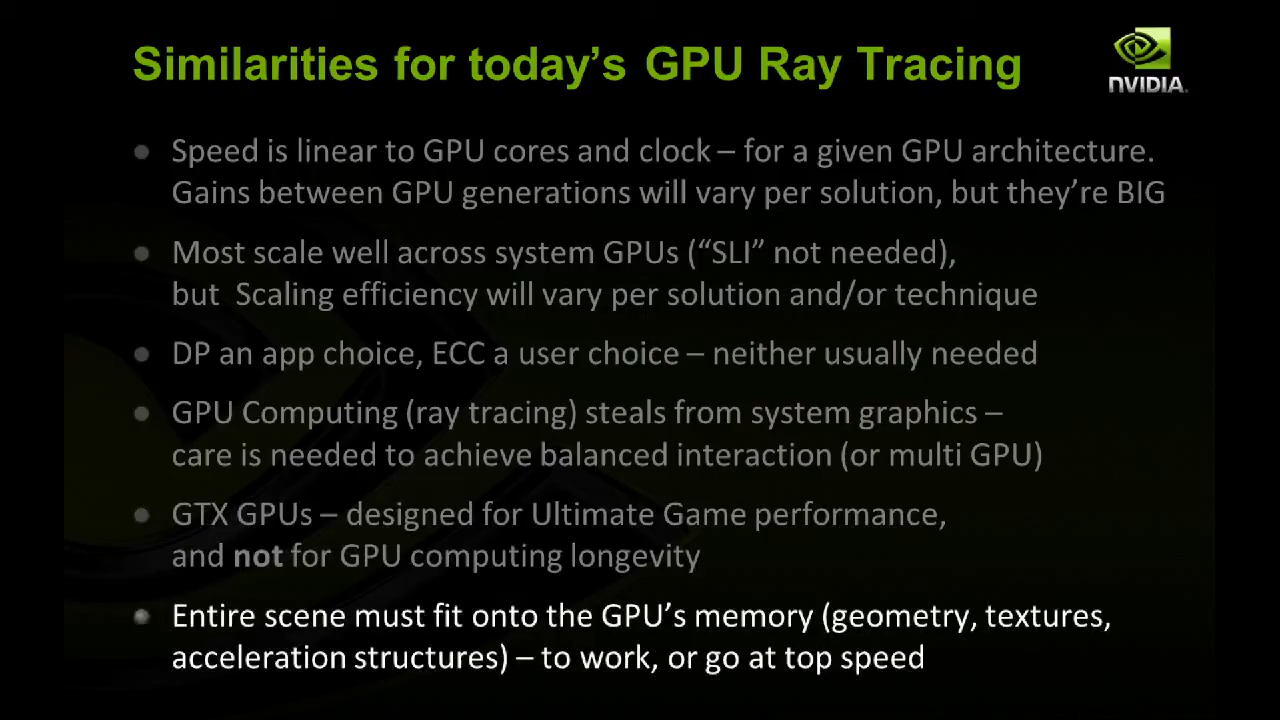 Similarities for today's GPU Ray Tracing
NVIDIA.
Speed is linear to GPU cores and clock – for a given GPU architecture.
Gains between GPU generations will vary per solution, but they're BIG
Most scale well across system GPUs (“SLI” not needed),
but Scaling efficiency will vary per solution and/or technique
DP an app choice, ECC a user choice – neither usually needed
GPU Computing (ray tracing) steals from system graphics –
care is needed to achieve balanced interaction (or multi GPU)
GTX GPUs – designed for Ultimate Game performance,
and not for GPU computing longevity
Entire scene must fit onto the GPU's memory (geometry, textures,
acceleration structures) – to work, or go at top speed